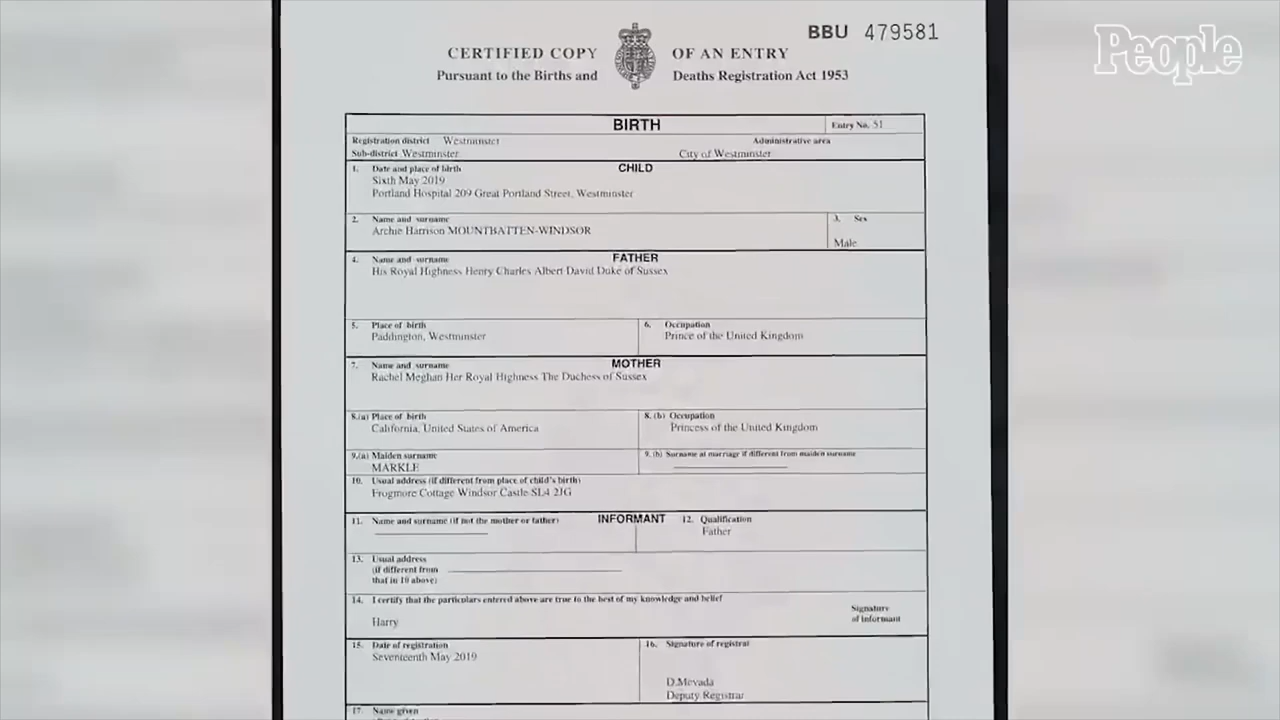 People
BBU 479581
CERTIFIED COPY OF AN ENTRY
Pursuant to the Births and Deaths Registration Act 1953
BIRTH
Entry No. 51
Registration district Westminster
Administrative area
Sub-district Westminster
City of Westminster
1. Date and place of birth
CHILD
Sixth May 2019
Portland Hospital 209 Great Portland Street, Westminster
2. Name and surname
3. Sex
Archie Harrison MOUNTBATTEN-WINDSOR
Male
4. Name and surname
FATHER
His Royal Highness Henry Charles Albert David Duke of Sussex
5. Place of birth
Paddington, Westminster
6. Occupation
Prince of the United Kingdom
7. Name and surname
MOTHER
Rachel Meghan Her Royal Highness The Duchess of Sussex
8.(a) Place of birth
California, United States of America
8. (b) Occupation
Princess of the United Kingdom
9.(a) Maiden surname
MARKLE
9. (b) Surname at marriage if different from maiden surname
10. Usual address (if different from place of child's birth)
Frogmore Cottage Windsor Castle SL4 2JG
11. Name and surname (if not the mother or father)
INFORMANT
12. Qualification
Father
13. Usual address
(if different from
that in 10 above)
14. I certify that the particulars entered above are true to the best of my knowledge and belief
Harry
Signature
of informant
15. Date of registration
Seventeenth May 2019
16. Signature of registrar
D.Mevada
Deputy Registrar
17. Name given